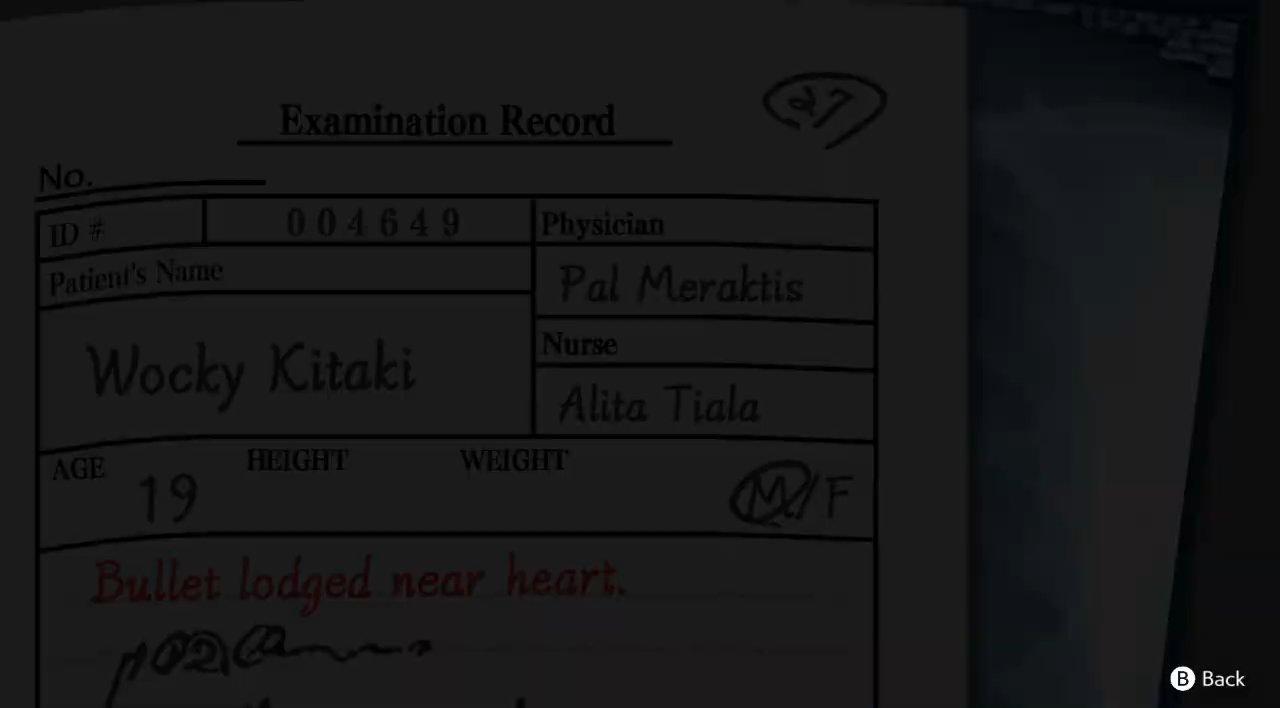 27
Examination Record
No.
ID # 004649 Physician
Patient's Name
Pal Meraktis
Nurse
Wocky Kitaki
Alita Tiala
AGE HEIGHT WEIGHT
19 M/F
Bullet lodged near heart.
B Back